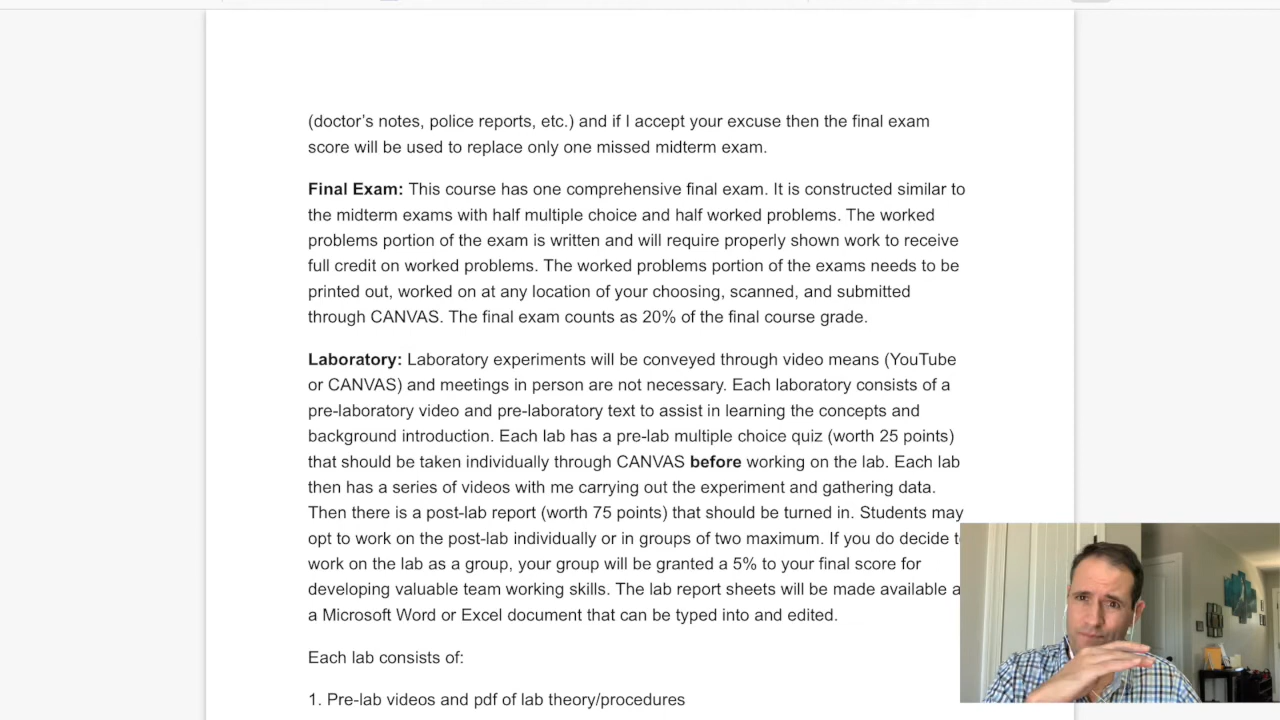 (doctor's notes, police reports, etc.) and if I accept your excuse then the final exam
score will be used to replace only one missed midterm exam.
Final Exam: This course has one comprehensive final exam. It is constructed similar to
the midterm exams with half multiple choice and half worked problems. The worked
problems portion of the exam is written and will require properly shown work to receive
full credit on worked problems. The worked problems portion of the exams needs to be
printed out, worked on at any location of your choosing, scanned, and submitted
through CANVAS. The final exam counts as 20% of the final course grade.
Laboratory: Laboratory experiments will be conveyed through video means (YouTube
or CANVAS) and meetings in person are not necessary. Each laboratory consists of a
pre-laboratory video and pre-laboratory text to assist in learning the concepts and
background introduction. Each lab has a pre-lab multiple choice quiz (worth 25 points)
that should be taken individually through CANVAS before working on the lab. Each lab
then has a series of videos with me carrying out the experiment and gathering data.
Then there is a post-lab report (worth 75 points) that should be turned in. Students may
opt to work on the post-lab individually or in groups of two maximum. If you do decide
work on the lab as a group, your group will be granted a 5% to your final score for
developing valuable team working skills. The lab report sheets will be made available
a Microsoft Word or Excel document that can be typed into and edited.
Each lab consists of:
1. Pre-lab videos and pdf of lab theory/procedures